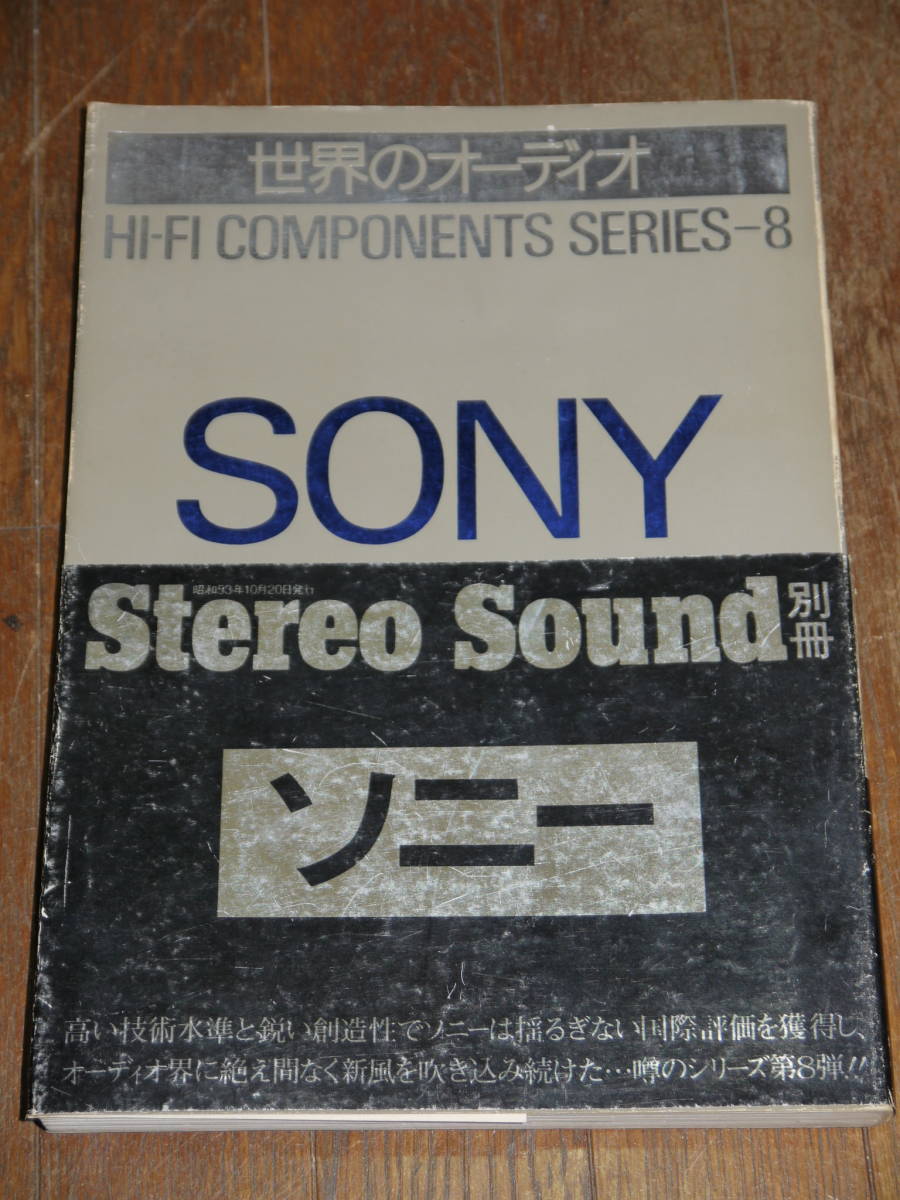 世界のオーディオ
HI-FI COMPONENTS SERIES-8
SONY
昭和53年10月20日発行
Stereo Sound 別冊
ソニー
高い技術水準と鋭い創造性でソニーは揺るぎない国際評価を獲得し、
オーディオ界に絶え間なく新風を吹き込み続けた…噂のシリーズ第8弾!!